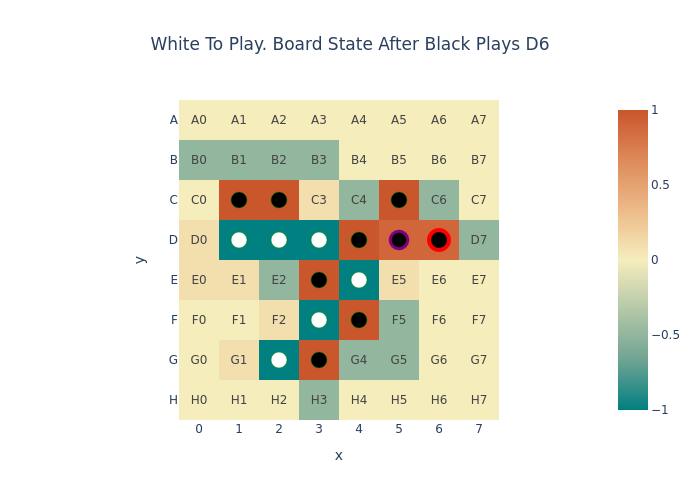 White To Play. Board State After Black Plays D6
A A0 A1 A2 A3 A4 A5 A6 A7 1
B B0 B1 B2 B3 B4 B5 B6 B7
C C0 C3 C4 C6 C7 0.5
D D0 D7
y 0
E E0 E1 E2 E5 E6 E7
F F0 F1 F2 F5 F6 F7 −0.5
G G0 G1 G4 G5 G6 G7
H H0 H1 H2 H3 H4 H5 H6 H7 −1
0 1 2 3 4 5 6 7
x